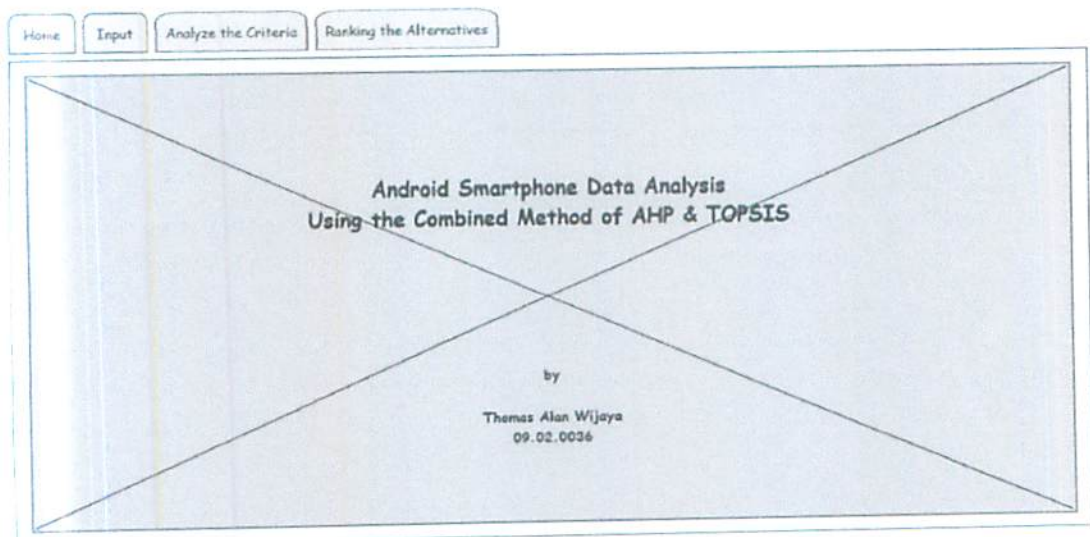 Home
Input
Analyze the Criteria
Ranking the Alternatives
Android Smartphone Data Analysis
Using the Combined Method of AHP & TOPSIS
by
Thomas Alan Wijaya
09.02.0036